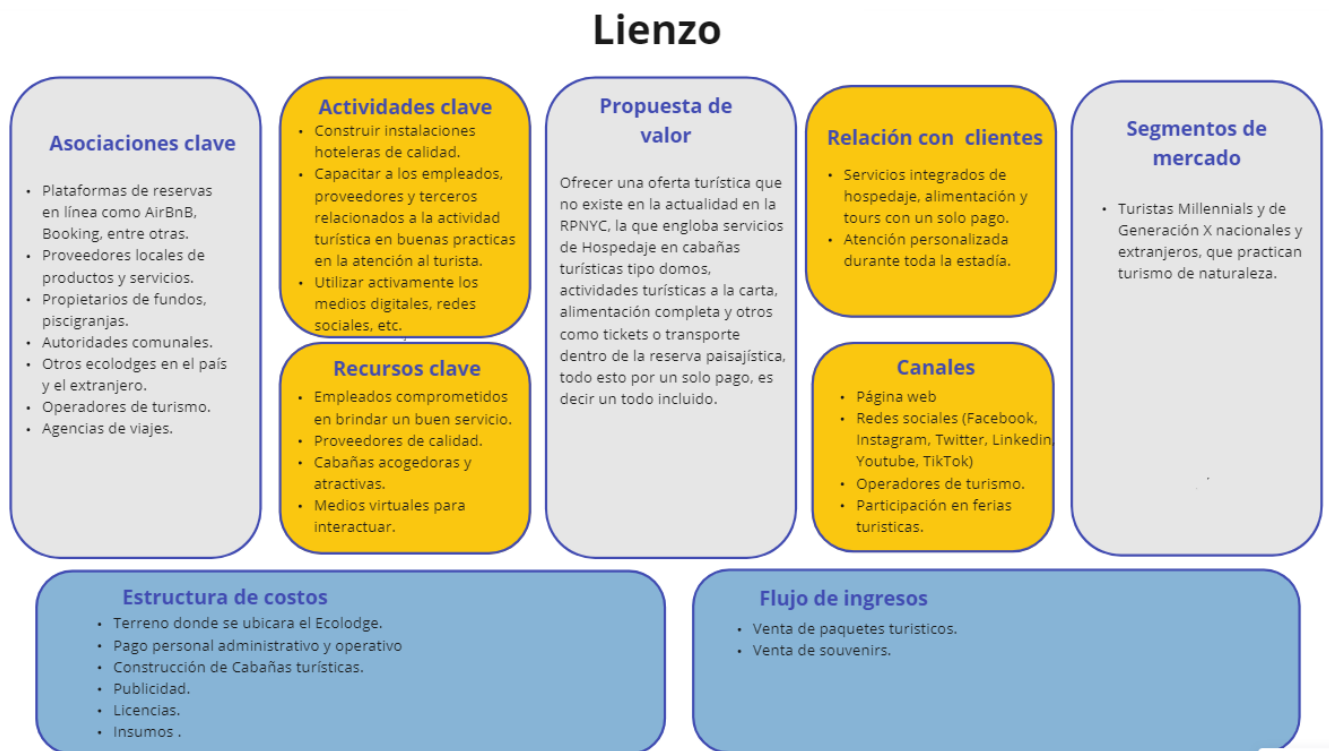 Lienzo
Asociaciones clave
• Plataformas de reservas
en línea como AirBnB,
Booking, entre otras.
• Proveedores locales de
productos y servicios.
• Propietarios de fundos,
piscigranjas.
• Autoridades comunales.
• Otros ecolodges en el país
y el extranjero.
• Operadores de turismo.
• Agencias de viajes.
Actividades clave
• Construir instalaciones
hoteleras de calidad.
• Capacitar a los empleados,
proveedores y terceros
relacionados a la actividad
turística en buenas practicas
en la atención al turista.
• Utilizar activamente los
medios digitales, redes
sociales, etc.
Recursos clave
• Empleados comprometidos
en brindar un buen servicio.
• Proveedores de calidad.
• Cabañas acogedoras y
atractivas.
• Medios virtuales para
interactuar.
Propuesta de
valor
Ofrecer una oferta turística que
no existe en la actualidad en la
RPNYC, la que engloba servicios
de Hospedaje en cabañas
turísticas tipo domos,
actividades turísticas a la carta,
alimentación completa y otros
como tickets o transporte
dentro de la reserva paisajística,
todo esto por un solo pago, es
decir un todo incluido.
Relación con clientes
• Servicios integrados de
hospedaje, alimentación y
tours con un solo pago.
• Atención personalizada
durante toda la estadía.
Canales
• Página web
• Redes sociales (Facebook,
Instagram, Twitter, Linkedin,
Youtube, TikTok)
• Operadores de turismo.
• Participación en ferias
turisticas.
Segmentos de
mercado
• Turistas Millennials y de
Generación X nacionales y
extranjeros, que practican
turismo de naturaleza.
Estructura de costos
• Terreno donde se ubicara el Ecolodge.
• Pago personal administrativo y operativo
• Construcción de Cabañas turísticas.
• Publicidad.
• Licencias.
• Insumos .
Flujo de ingresos
• Venta de paquetes turisticos.
• Venta de souvenirs.